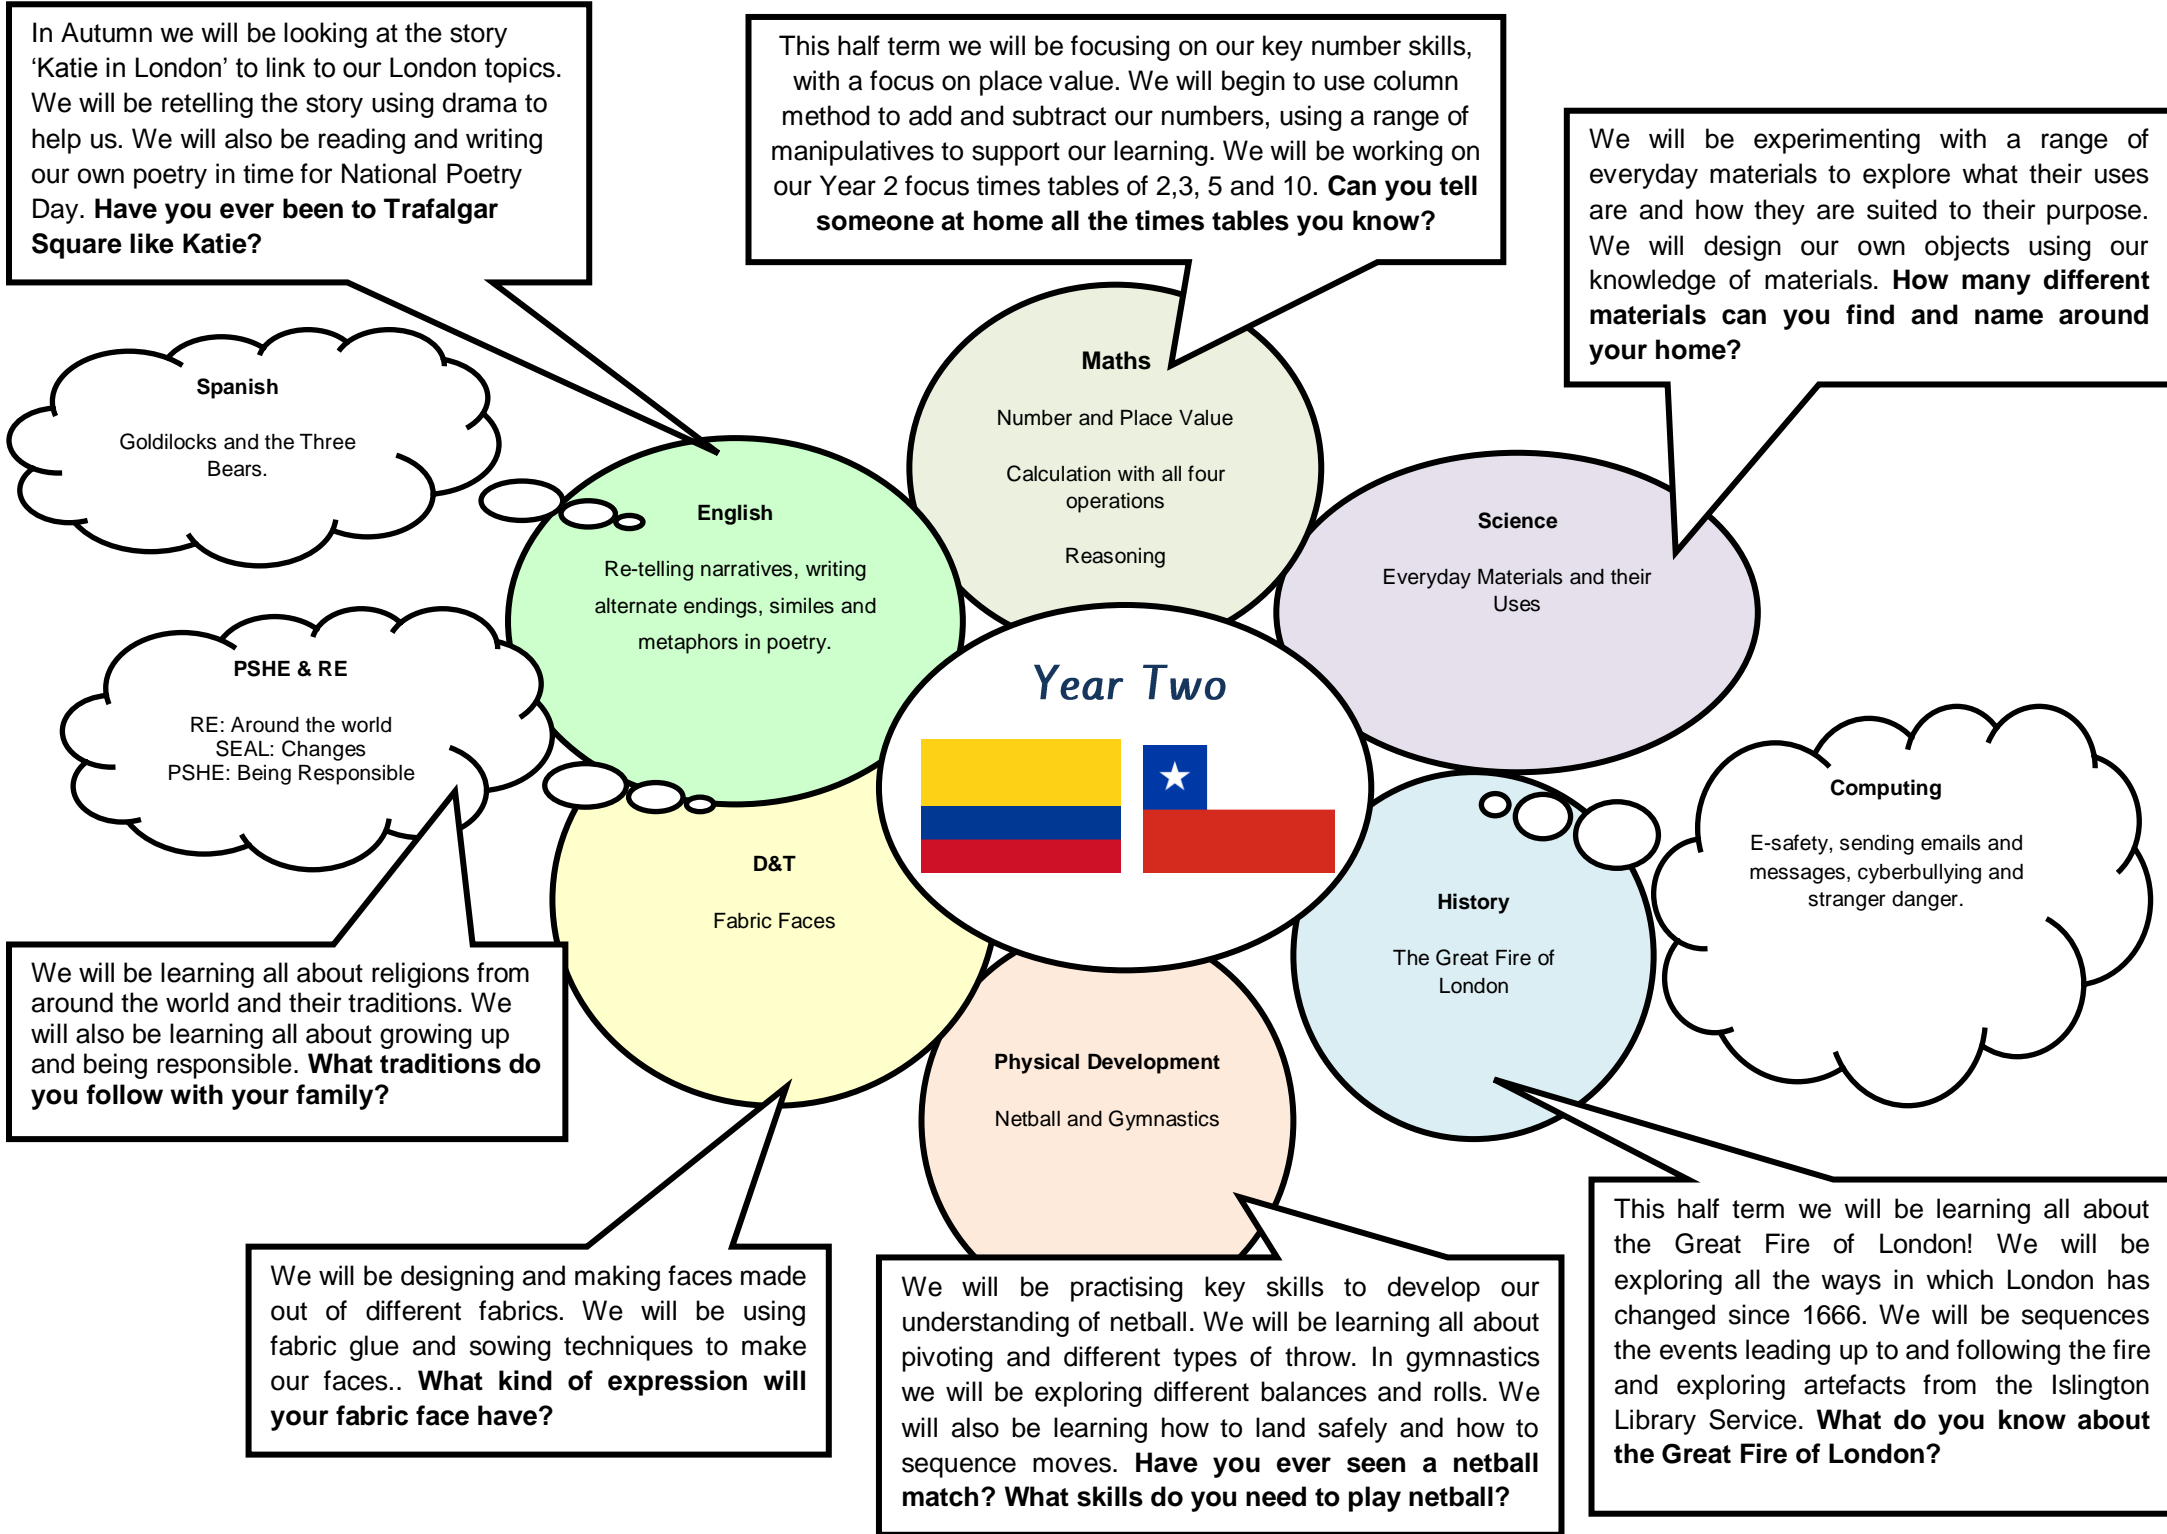 In Autumn we will be looking at the story
‘Katie in London’ to link to our London topics.
We will be retelling the story using drama to
help us. We will also be reading and writing
our own poetry in time for National Poetry
Day. Have you ever been to Trafalgar
Square like Katie?
This half term we will be focusing on our key number skills,
with a focus on place value. We will begin to use column
method to add and subtract our numbers, using a range of
manipulatives to support our learning. We will be working on
our Year 2 focus times tables of 2,3, 5 and 10. Can you tell
someone at home all the times tables you know?
We will be experimenting with a range of
everyday materials to explore what their uses
are and how they are suited to their purpose.
We will design our own objects using our
knowledge of materials. How many different
materials can you find and name around
your home?
Spanish
Goldilocks and the Three
Bears.
Maths
Number and Place Value
Calculation with all four
operations
Reasoning
English
Re-telling narratives, writing
alternate endings, similes and
metaphors in poetry.
Science
Everyday Materials and their
Uses
PSHE & RE
RE: Around the world
SEAL: Changes
PSHE: Being Responsible
Year Two
Computing
E-safety, sending emails and
messages, cyberbullying and
stranger danger.
D&T
Fabric Faces
History
The Great Fire of
London
We will be learning all about religions from
around the world and their traditions. We
will also be learning all about growing up
and being responsible. What traditions do
you follow with your family?
Physical Development
Netball and Gymnastics
We will be designing and making faces made
out of different fabrics. We will be using
fabric glue and sowing techniques to make
our faces.. What kind of expression will
your fabric face have?
We will be practising key skills to develop our
understanding of netball. We will be learning all about
pivoting and different types of throw. In gymnastics
we will be exploring different balances and rolls. We
will also be learning how to land safely and how to
sequence moves. Have you ever seen a netball
match? What skills do you need to play netball?
This half term we will be learning all about
the Great Fire of London! We will be
exploring all the ways in which London has
changed since 1666. We will be sequences
the events leading up to and following the fire
and exploring artefacts from the Islington
Library Service. What do you know about
the Great Fire of London?